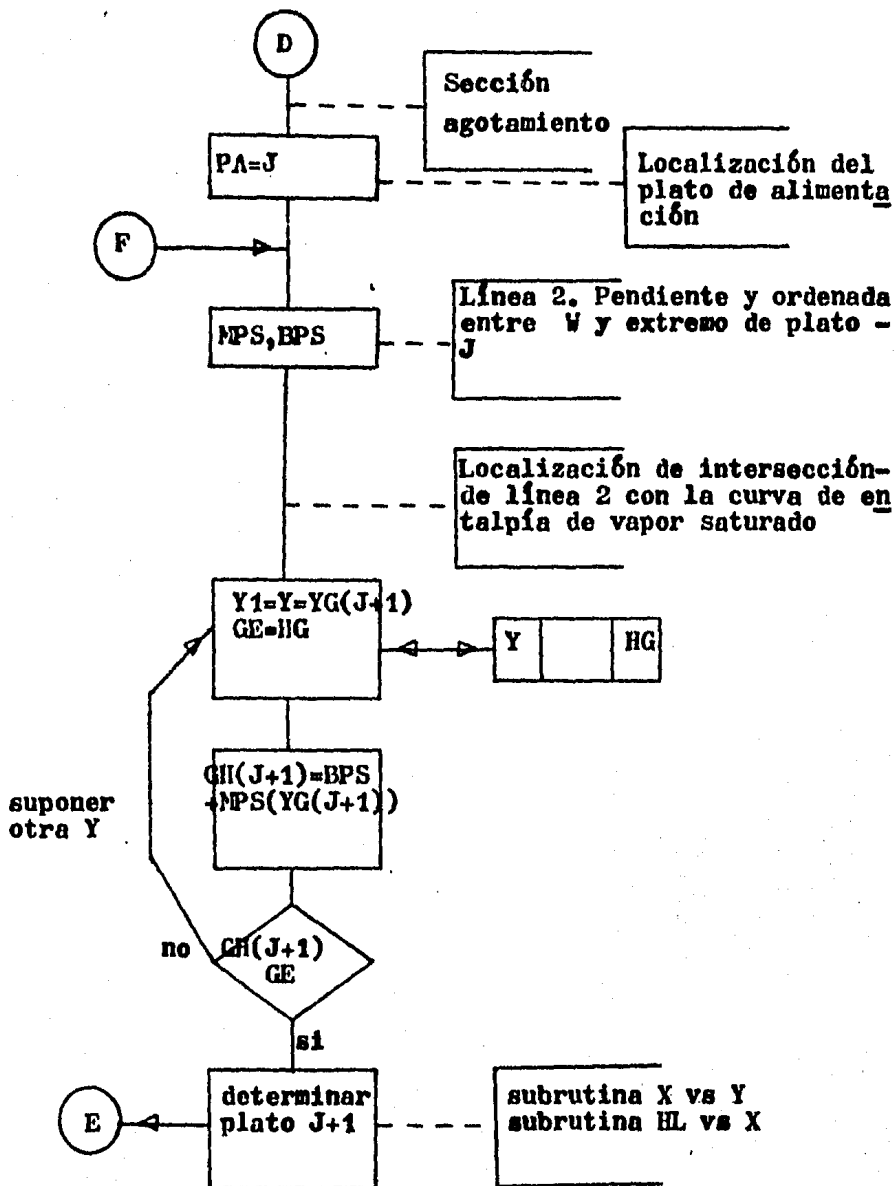 D
Sección
agotamiento
PA=J
Localización del
plato de alimenta
ción
F
MPS,BPS
Línea 2. Pendiente y ordenada
entre W y extremo de plato -
J
Localización de intersección-
de línea 2 con la curva de en
talpía de vapor saturado
Y1=Y=YG(J+1)
GE=HG
Y HG
GH(J+1)=BPS
+MPS(YG(J+1))
suponer
otra Y
no
GH(J+1)
GE
si
determinar
plato J+1
E
subrutina X vs Y
subrutina HL vs X